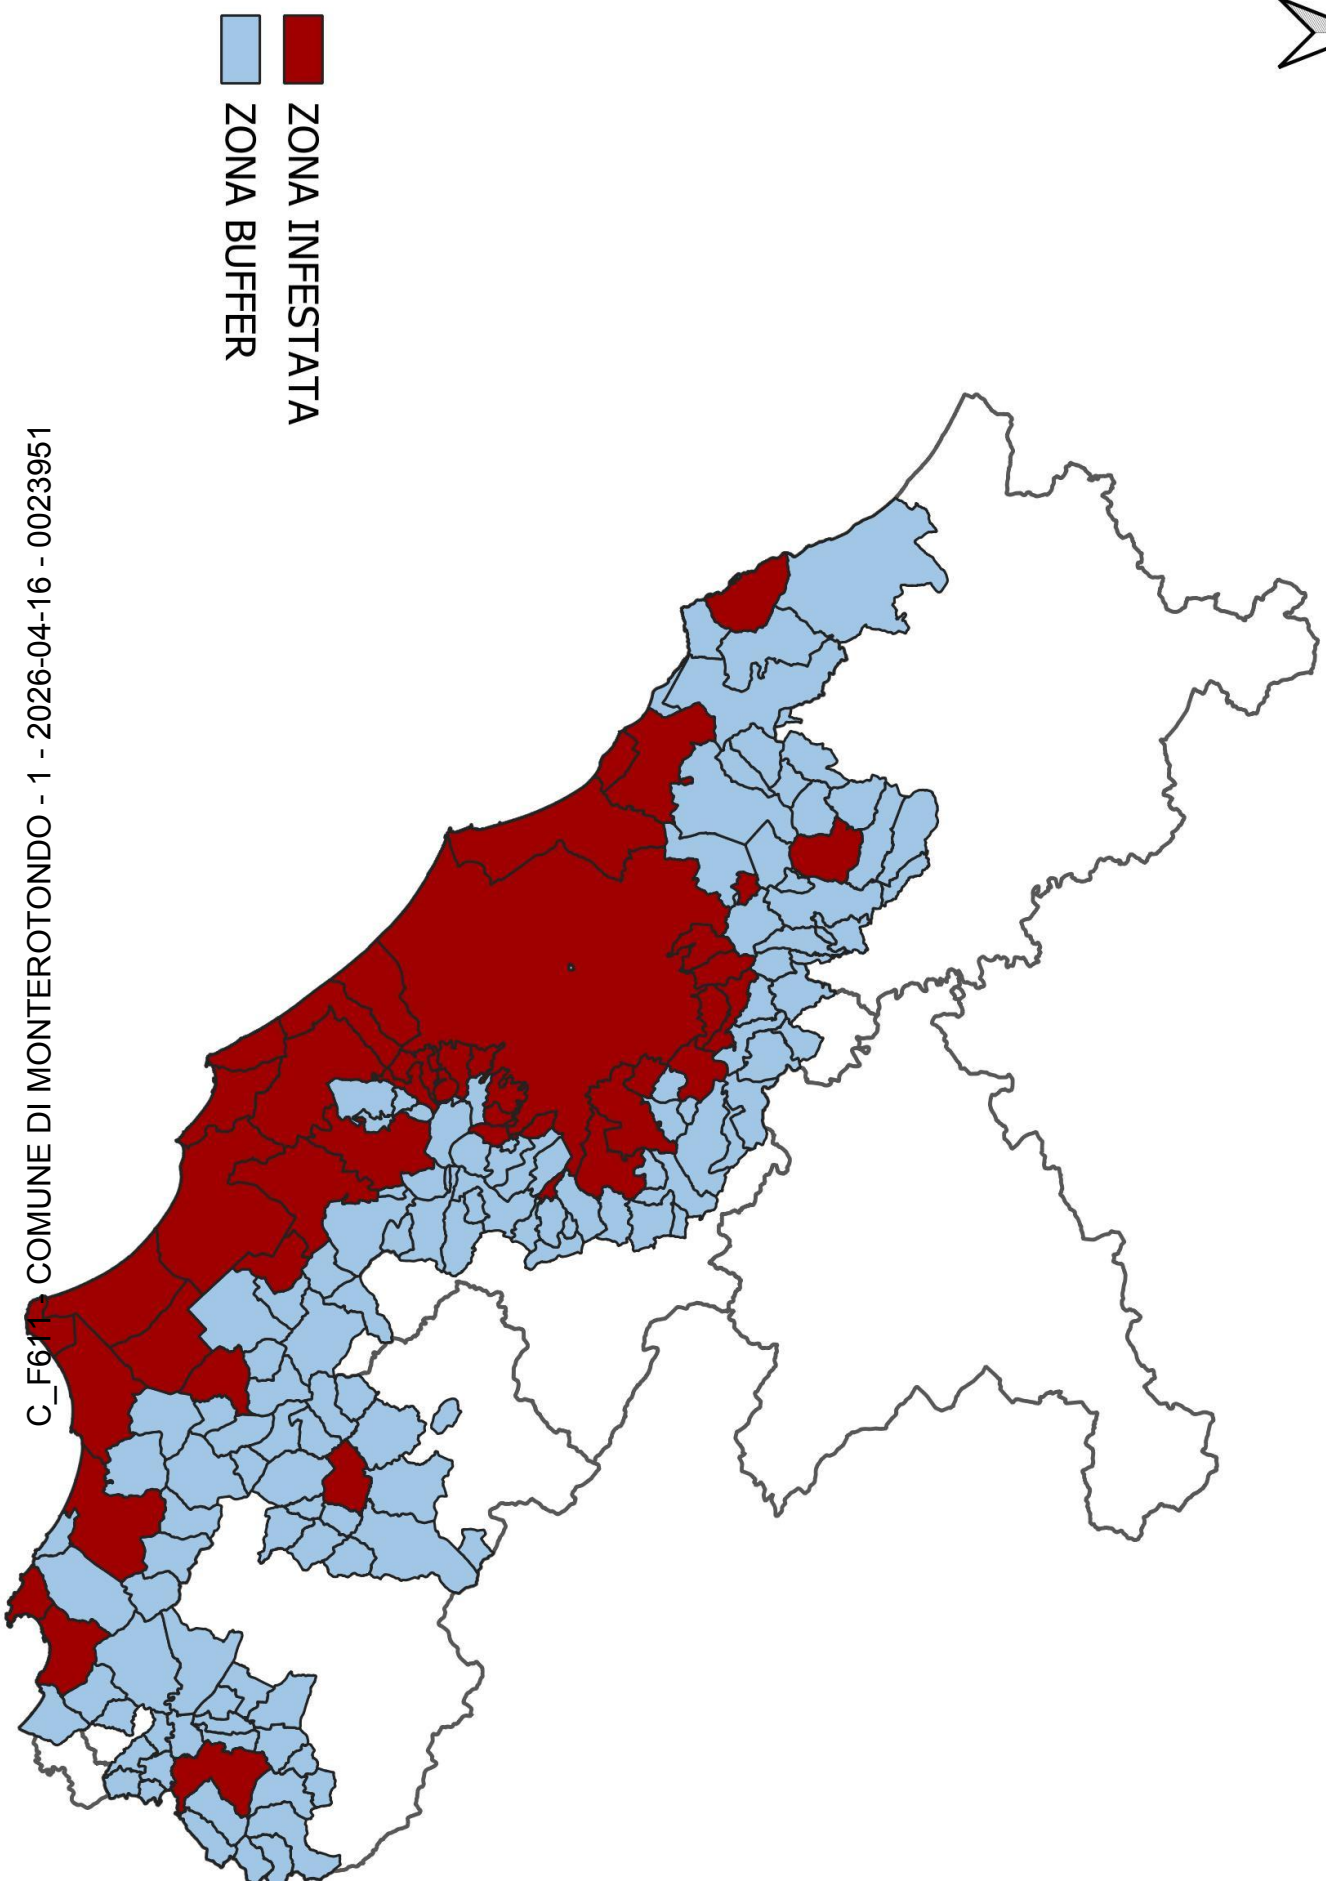 ZONA INFESTATA
ZONA BUFFER
C_F611 - COMUNE DI MONTEROTONDO - 1 - 2026-04-16 - 0023951